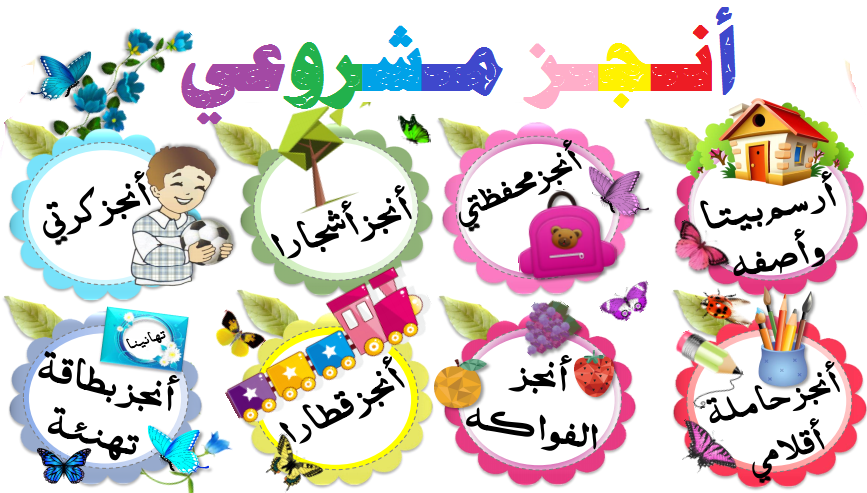 أنجز مشروعي
أرسم بيتا
وأصفه
أنجز محفظتي
أنجز أشجارا
أنجز كرتي
أنجز حاملة
أقلامي
أنجز
الفواكه
أنجز قطارا
تهانينا
أنجز بطاقة
تهنئة